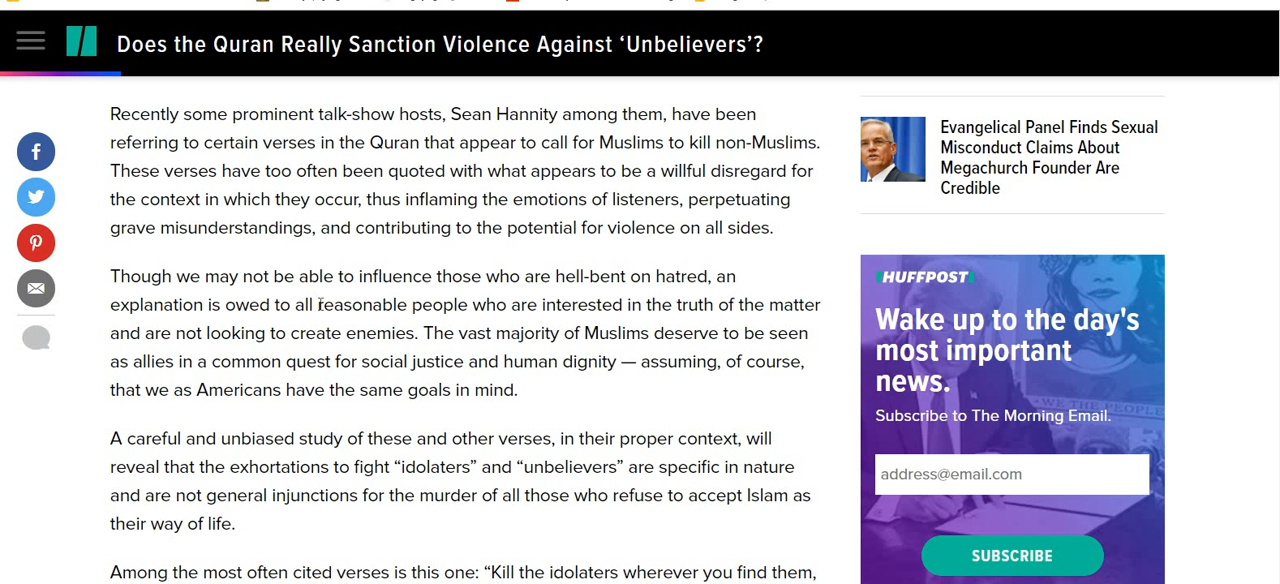 Does the Quran Really Sanction Violence Against ‘Unbelievers’?
Recently some prominent talk-show hosts, Sean Hannity among them, have been
referring to certain verses in the Quran that appear to call for Muslims to kill non-Muslims.
These verses have too often been quoted with what appears to be a willful disregard for
the context in which they occur, thus inflaming the emotions of listeners, perpetuating
grave misunderstandings, and contributing to the potential for violence on all sides.
Though we may not be able to influence those who are hell-bent on hatred, an
explanation is owed to all reasonable people who are interested in the truth of the matter
and are not looking to create enemies. The vast majority of Muslims deserve to be seen
as allies in a common quest for social justice and human dignity — assuming, of course,
that we as Americans have the same goals in mind.
A careful and unbiased study of these and other verses, in their proper context, will
reveal that the exhortations to fight “idolaters” and “unbelievers” are specific in nature
and are not general injunctions for the murder of all those who refuse to accept Islam as
their way of life.
Among the most often cited verses is this one: “Kill the idolaters wherever you find them,
Evangelical Panel Finds Sexual
Misconduct Claims About
Megachurch Founder Are
Credible
HUFFPOST
Wake up to the day's
most important
news.
WE THE PEOPLE
Subscribe to The Morning Email.
address@email.com
SUBSCRIBE